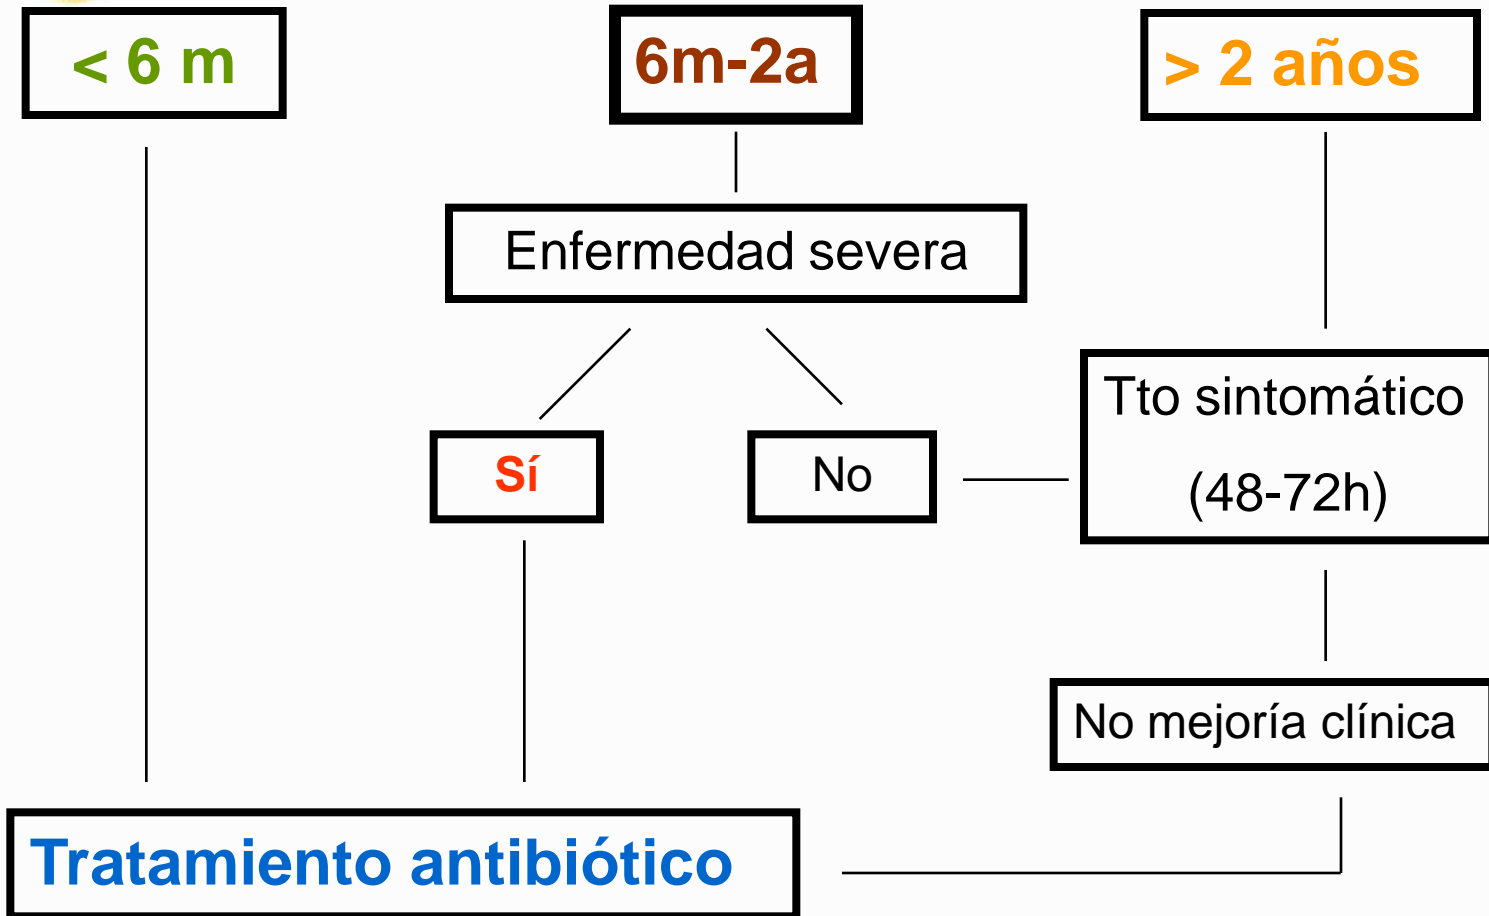 < 6 m
6m-2a
> 2 años
Enfermedad severa
Sí
No
Tto sintomático
(48-72h)
No mejoría clínica
Tratamiento antibiótico